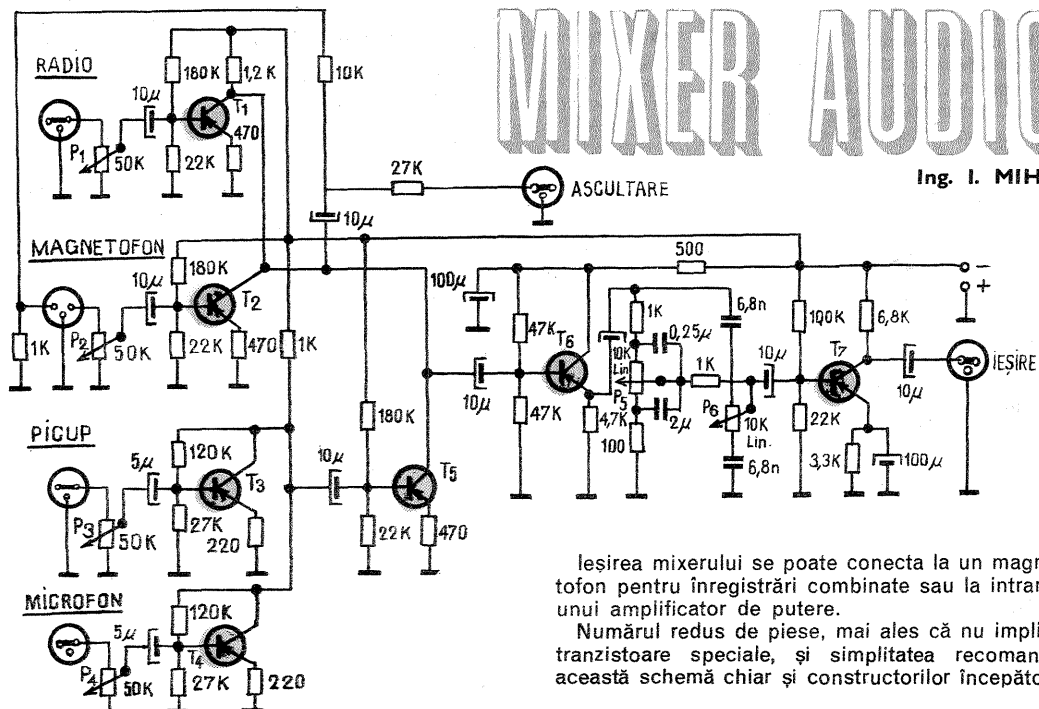 MIXER AUDIO
Ing. I. MIH
RADIO
180K
1,2K
10K
10µ
T1
470
P1
50K
22K
27K
ASCULTARE
10µ
MAGNETOFON
180K
10µ
T2
1K
P2
50K
22K
470
1K
500
-
+
100µ
47K
1K
6,8n
100K
6,8K
0,25µ
T6
10K
Lin
P5
1K
10µ
T7
IEȘIRE
10µ
47K
10µ
4,7K
2µ
P6
10K
Lin.
22K
100
6,8n
3,3K
100µ
PICUP
120K
180K
5µ
T3
10µ
T5
P3
50K
27K
220
22K
470
MICROFON
120K
5µ
T4
P4
50K
27K
220
Ieșirea mixerului se poate conecta la un magn
tofon pentru înregistrări combinate sau la intrar
unui amplificator de putere.
Numărul redus de piese, mai ales că nu impli
tranzistoare speciale, și simplitatea recoman
această schemă chiar și constructorilor începăto